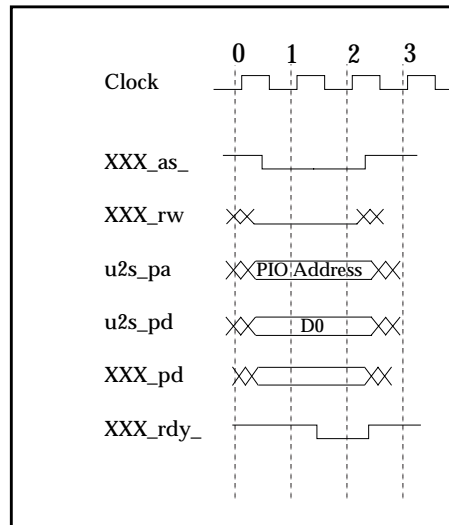 0 1 2 3
Clock
XXX_as_
XXX_rw
u2s_pa PIO Address
u2s_pd D0
XXX_pd
XXX_rdy_